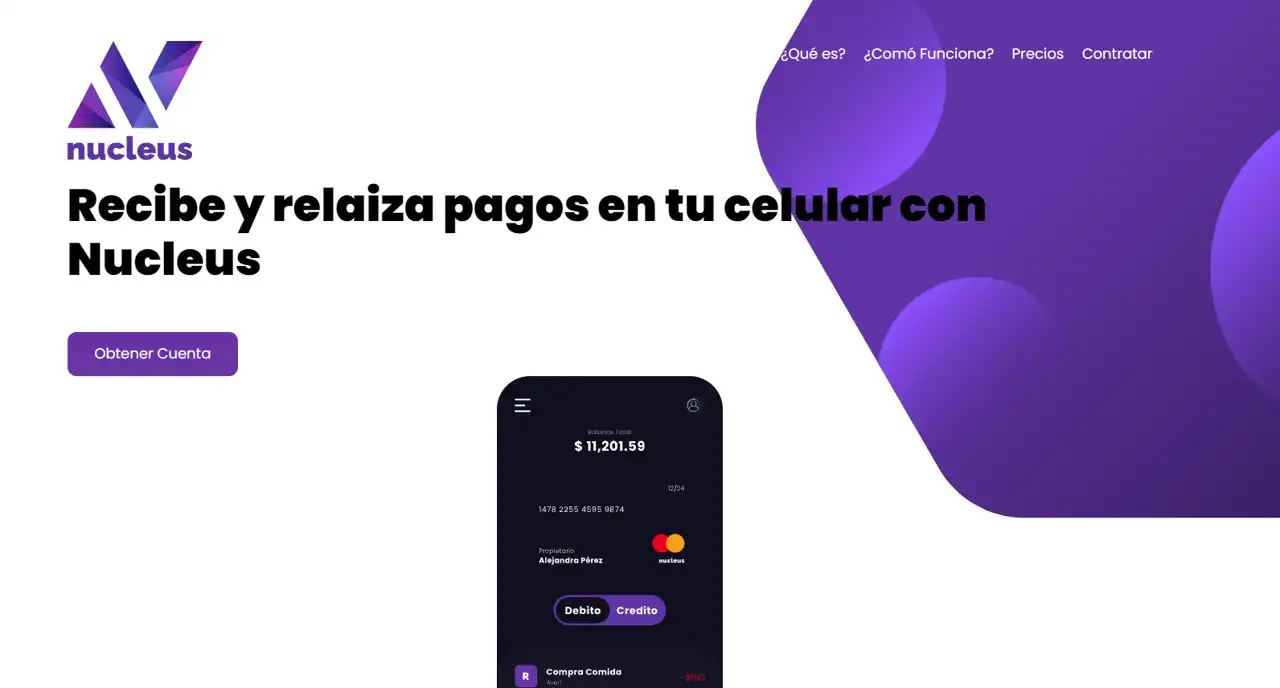 ¿Qué es? ¿Comó Funciona? Precios Contratar
nucleus
Recibe y relaiza pagos en tu celular con
Nucleus
Obtener Cuenta
Balance Total
$ 11,201.59
12/24
1478 2255 4595 9874
Propietario
Alejandra Pérez
nucleus
Debito Credito
R Compra Comida
Ayer! -$150